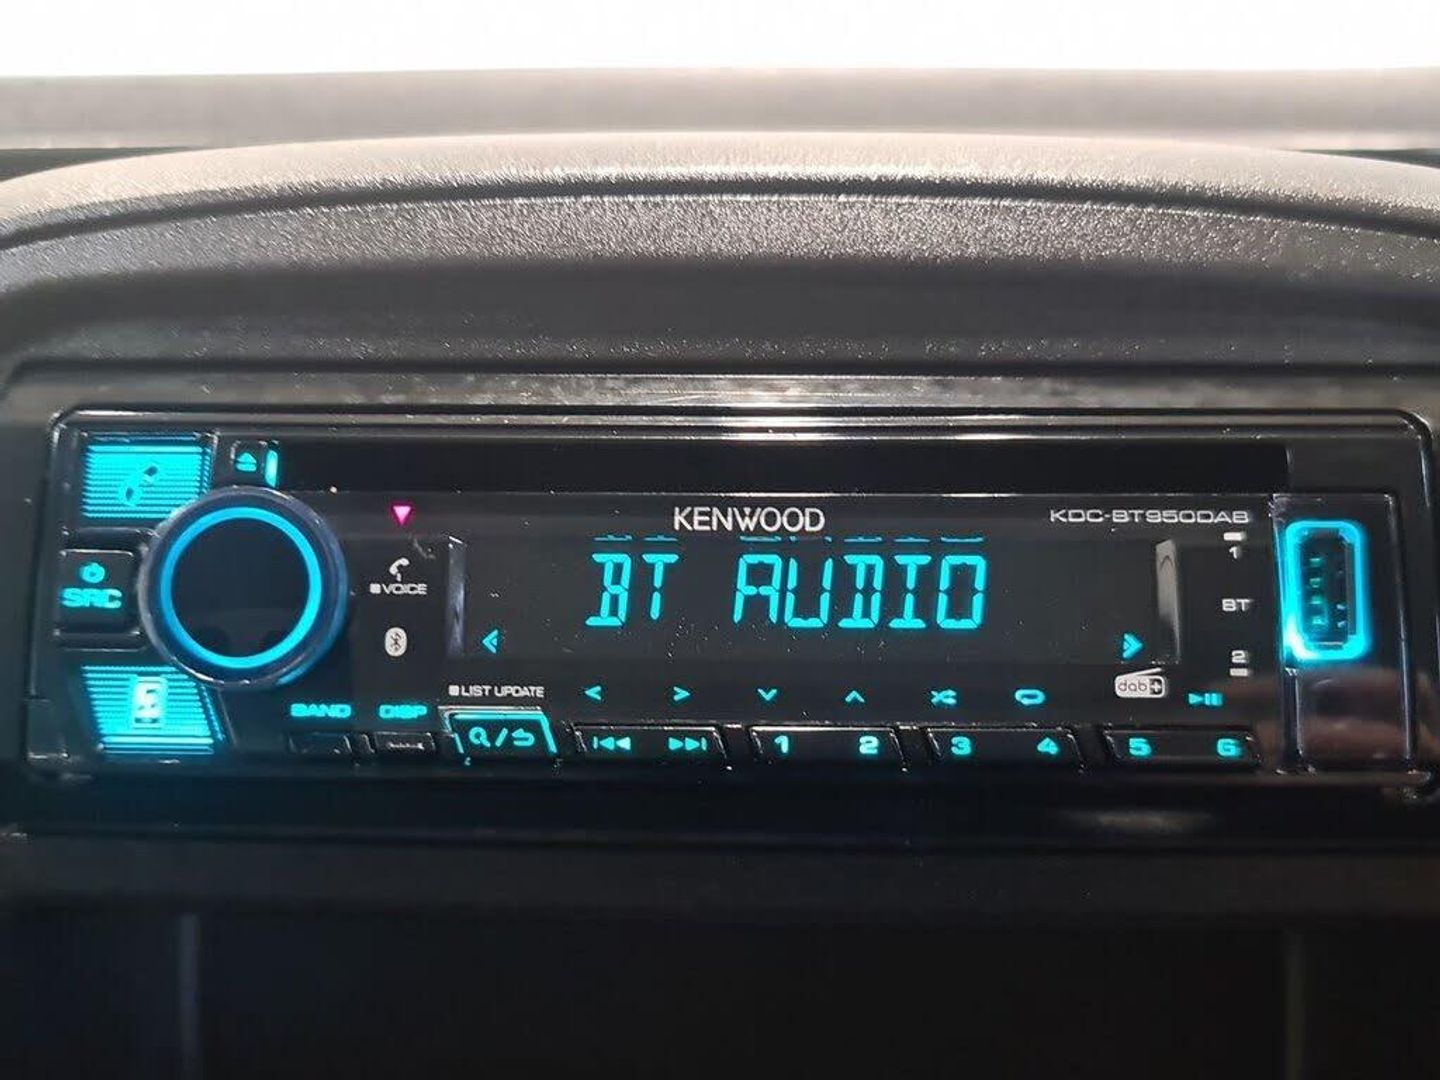 KENWOOD
KDC-BT950DAB
1
BT AUDIO
SRC
VOICE
BT
2
dab+
LIST UPDATE
BAND DISP
1 2 3 4 5 6